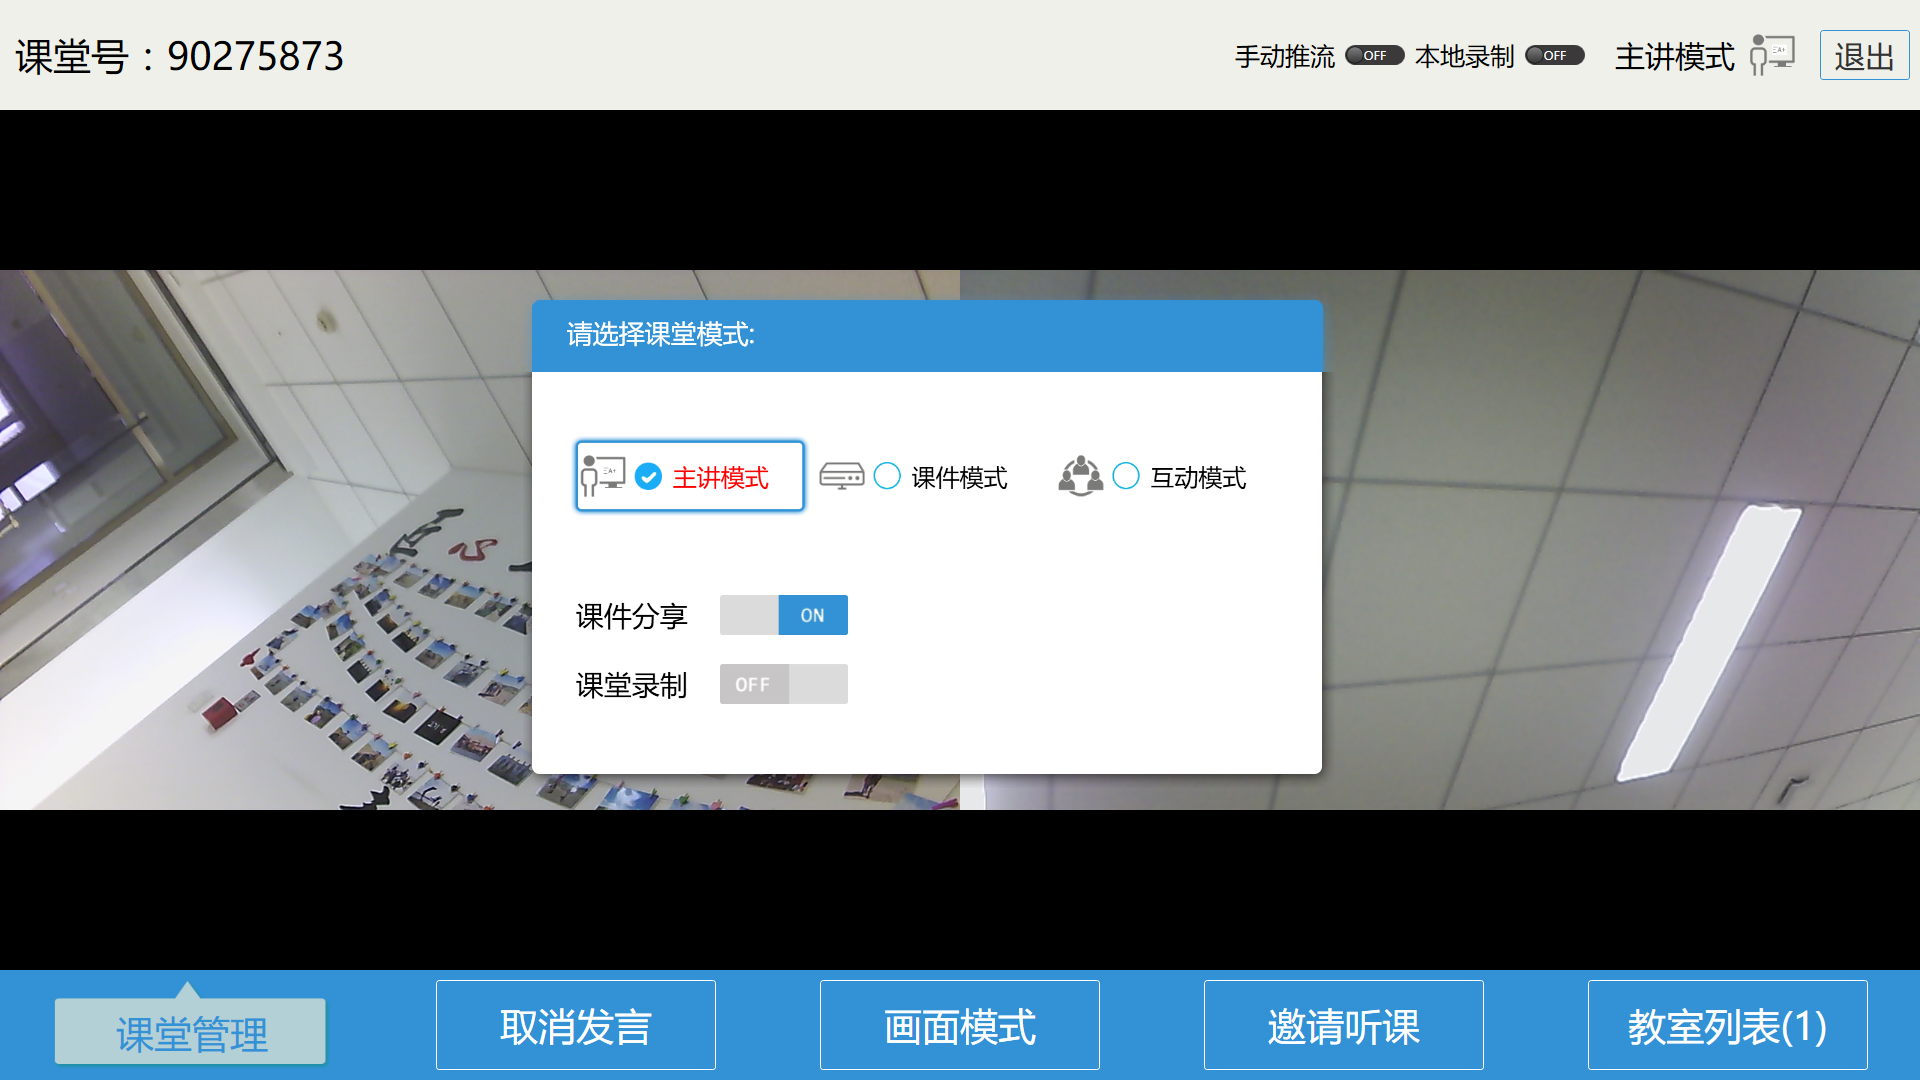 课堂号：90275873
手动推流 OFF 本地录制 OFF 主讲模式 退出
请选择课堂模式:
主讲模式 课件模式 互动模式
课件分享 ON
课堂录制 OFF
课堂管理 取消发言 画面模式 邀请听课 教室列表(1)